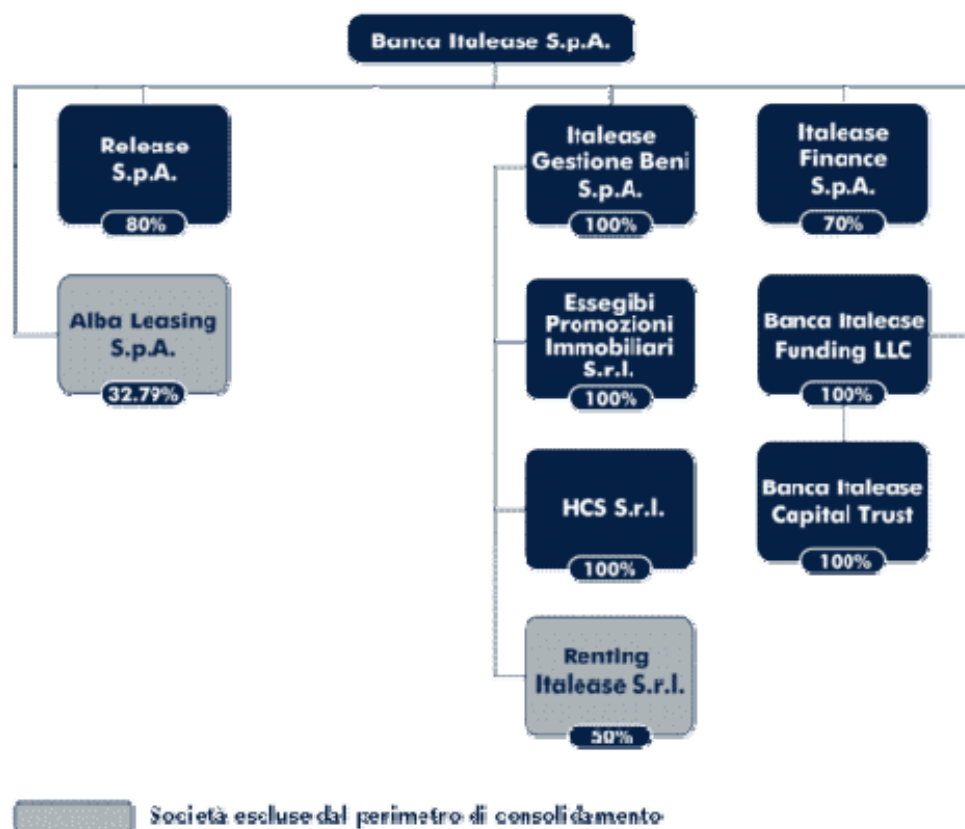 Banca Italease S.p.A.
Release
S.p.A.
80%
Italease
Gestione Beni
S.p.A.
100%
Italease
Finance
S.p.A.
70%
Alba Leasing
S.p.A.
32.79%
Essegibi
Promozioni
Immobiliari
S.r.l.
100%
Banca Italease
Funding LLC
100%
HCS S.r.l.
100%
Banca Italease
Capital Trust
100%
Renting
Italease S.r.l.
50%
Società escluse dal perimetro di consolidamento